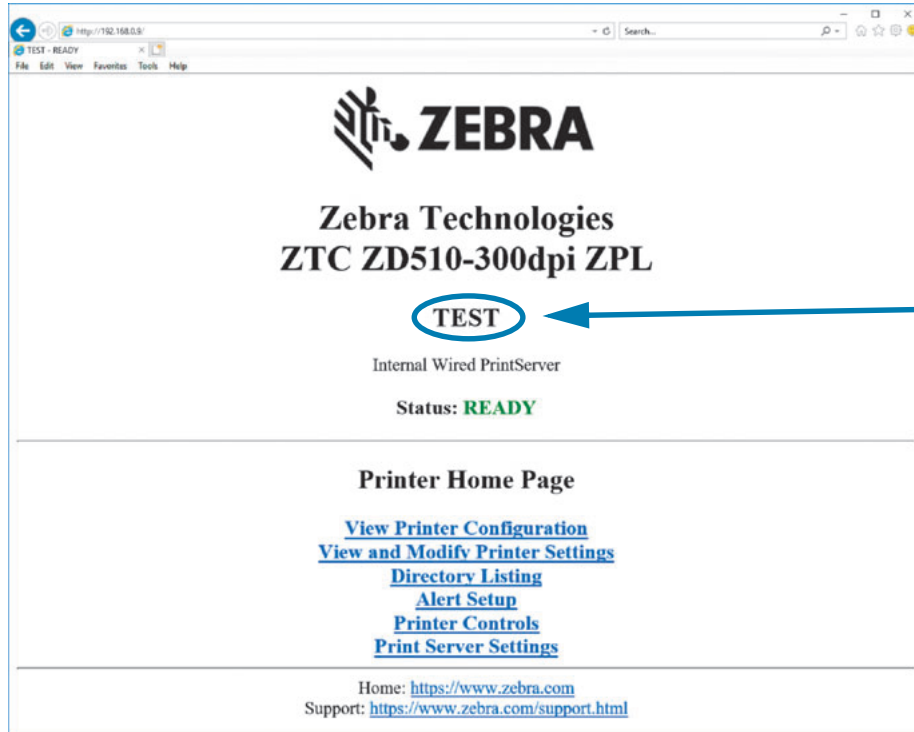 http://192.168.0.9/
Search...
TEST - READY
File Edit View Favorites Tools Help
ZEBRA
Zebra Technologies
ZTC ZD510-300dpi ZPL
TEST
Internal Wired PrintServer
Status: READY
Printer Home Page
View Printer Configuration
View and Modify Printer Settings
Directory Listing
Alert Setup
Printer Controls
Print Server Settings
Home: https://www.zebra.com
Support: https://www.zebra.com/support.html